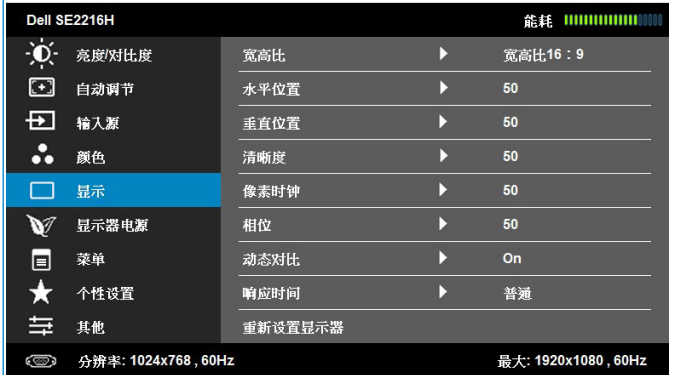 Dell SE2216H 能耗
亮度/对比度 宽高比 宽高比16：9
自动调节 水平位置 50
输入源 垂直位置 50
颜色 清晰度 50
显示 像素时钟 50
显示器电源 相位 50
菜单 动态对比 On
个性设置 响应时间 普通
其他 重新设置显示器
分辨率: 1024x768 , 60Hz 最大: 1920x1080 , 60Hz